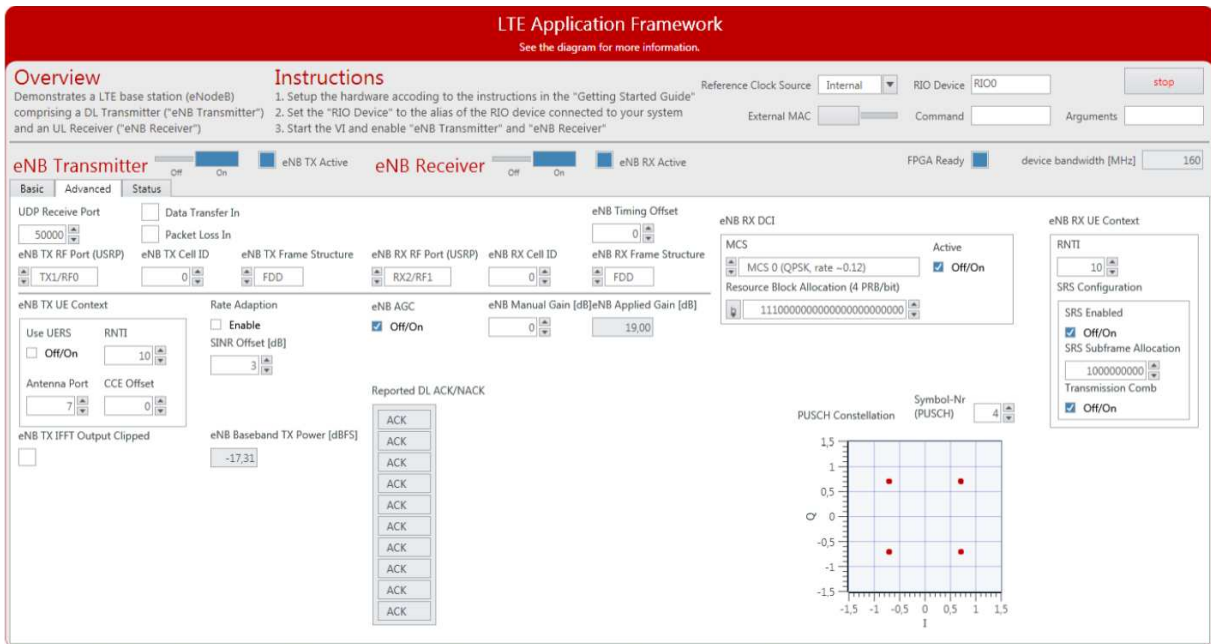 LTE Application Framework
See the diagram for more information.
Overview
Demonstrates a LTE base station (eNodeB)
comprising a DL Transmitter ("eNB Transmitter")
and an UL Receiver ("eNB Receiver")
Instructions
1. Setup the hardware accoding to the instructions in the "Getting Started Guide"
2. Set the "RIO Device" to the alias of the RIO device connected to your system
3. Start the VI and enable "eNB Transmitter" and "eNB Receiver"
Reference Clock Source Internal
RIO Device RIO0
stop
External MAC
Command
Arguments
eNB Transmitter Off On eNB TX Active
eNB Receiver Off On eNB RX Active
FPGA Ready
device bandwidth [MHz] 160
Basic Advanced Status
UDP Receive Port
50000
Data Transfer In
Packet Loss In
eNB Timing Offset
0
eNB TX RF Port (USRP)
TX1/RF0
eNB TX Cell ID
0
eNB TX Frame Structure
FDD
eNB RX RF Port (USRP)
RX2/RF1
eNB RX Cell ID
0
eNB RX Frame Structure
FDD
eNB TX UE Context
Use UERS
Off/On
RNTI
10
Antenna Port
7
CCE Offset
0
Rate Adaption
Enable
SINR Offset [dB]
3
eNB AGC
Off/On
eNB Manual Gain [dB]
0
eNB Applied Gain [dB]
19,00
eNB TX IFFT Output Clipped
eNB Baseband TX Power [dBFS]
-17,31
Reported DL ACK/NACK
ACK
ACK
ACK
ACK
ACK
ACK
ACK
ACK
ACK
ACK
eNB RX DCI
MCS
MCS 0 (QPSK, rate ~0.12)
Active
Off/On
Resource Block Allocation (4 PRB/bit)
b
eNB RX UE Context
RNTI
10
SRS Configuration
SRS Enabled
Off/On
SRS Subframe Allocation
1000000000
Transmission Comb
Off/On
PUSCH Constellation
Symbol-Nr
(PUSCH) 4
1,5
1
0,5
0
-0,5
-1
-1,5
Q
-1,5 -1 -0,5 0 0,5 1 1,5
I